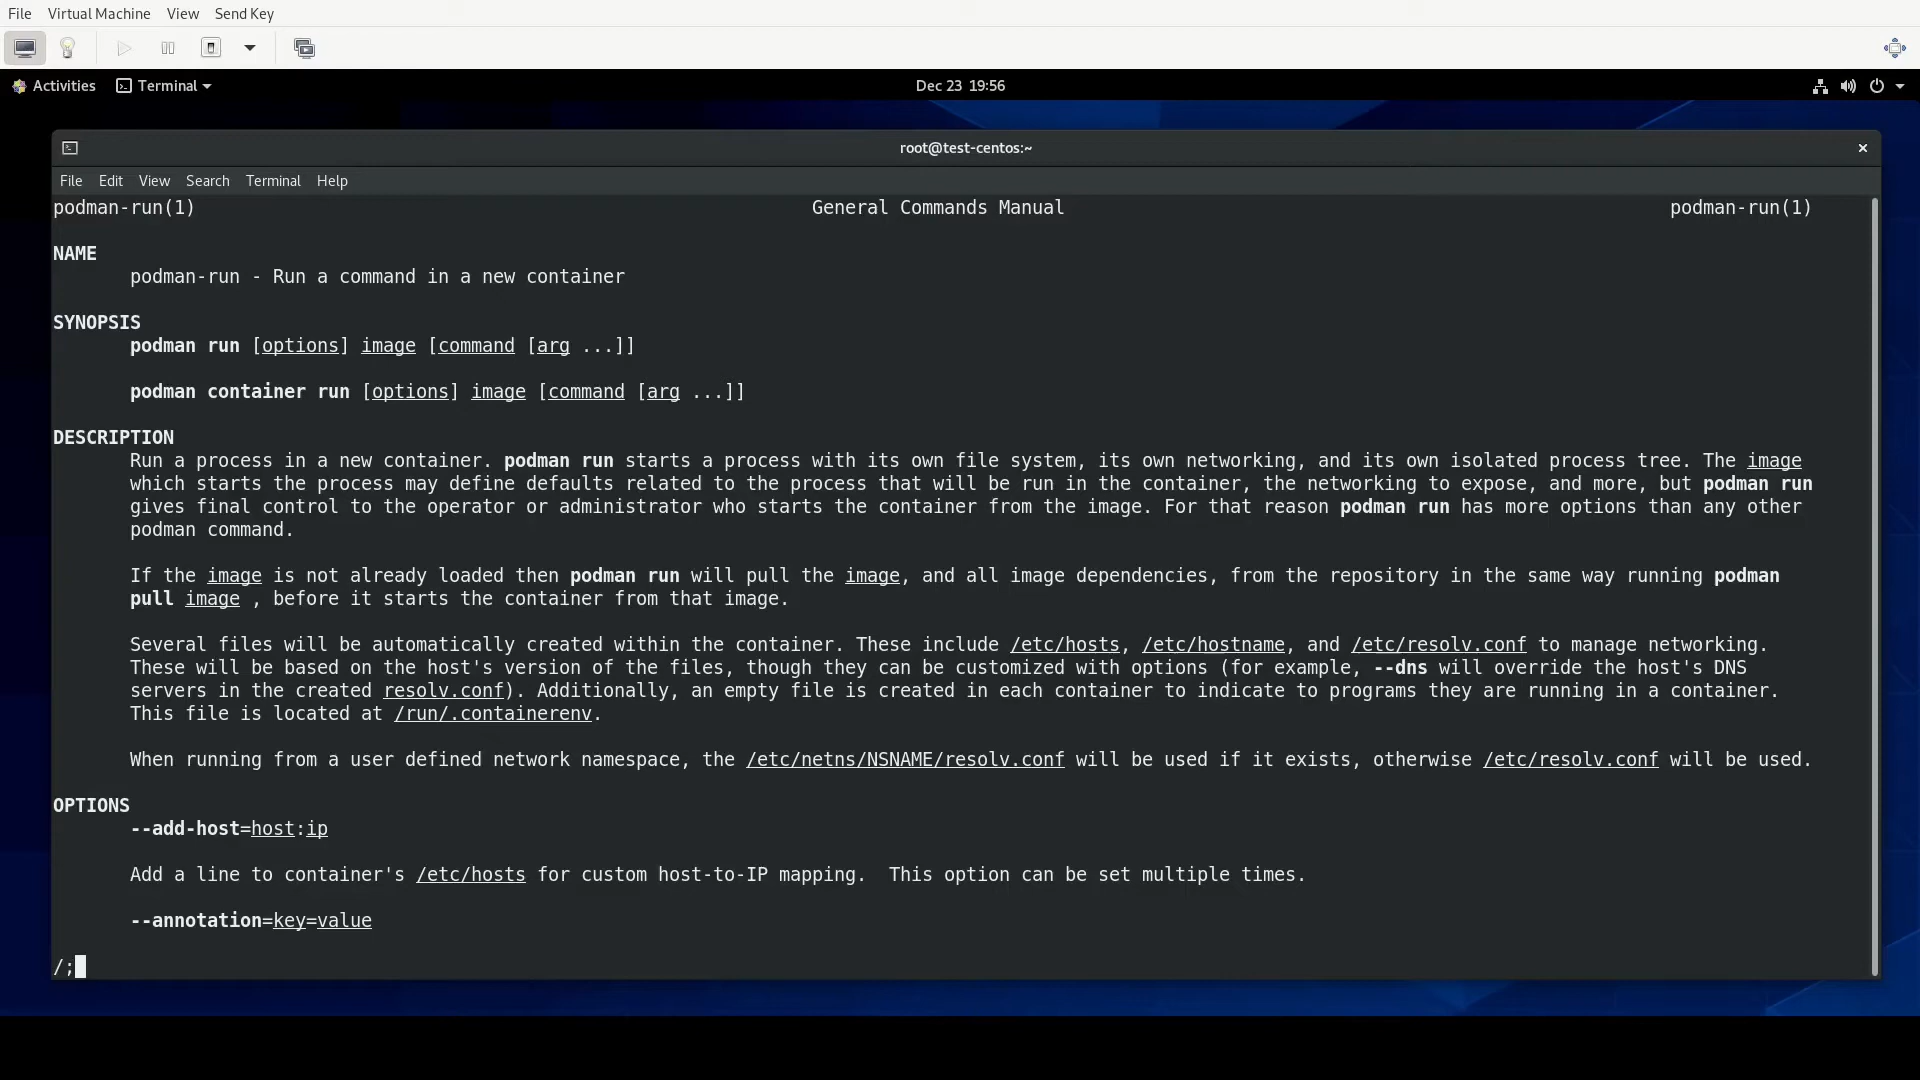 File Virtual Machine View Send Key
Activities Terminal Dec 23 19:56
root@test-centos:~
File Edit View Search Terminal Help
podman-run(1) General Commands Manual podman-run(1)
NAME
podman-run - Run a command in a new container
SYNOPSIS
podman run [options] image [command [arg ...]]
podman container run [options] image [command [arg ...]]
DESCRIPTION
Run a process in a new container. podman run starts a process with its own file system, its own networking, and its own isolated process tree. The image
which starts the process may define defaults related to the process that will be run in the container, the networking to expose, and more, but podman run
gives final control to the operator or administrator who starts the container from the image. For that reason podman run has more options than any other
podman command.
If the image is not already loaded then podman run will pull the image, and all image dependencies, from the repository in the same way running podman
pull image , before it starts the container from that image.
Several files will be automatically created within the container. These include /etc/hosts, /etc/hostname, and /etc/resolv.conf to manage networking.
These will be based on the host's version of the files, though they can be customized with options (for example, --dns will override the host's DNS
servers in the created resolv.conf). Additionally, an empty file is created in each container to indicate to programs they are running in a container.
This file is located at /run/.containerenv.
When running from a user defined network namespace, the /etc/netns/NSNAME/resolv.conf will be used if it exists, otherwise /etc/resolv.conf will be used.
OPTIONS
--add-host=host:ip
Add a line to container's /etc/hosts for custom host-to-IP mapping.  This option can be set multiple times.
--annotation=key=value
/;